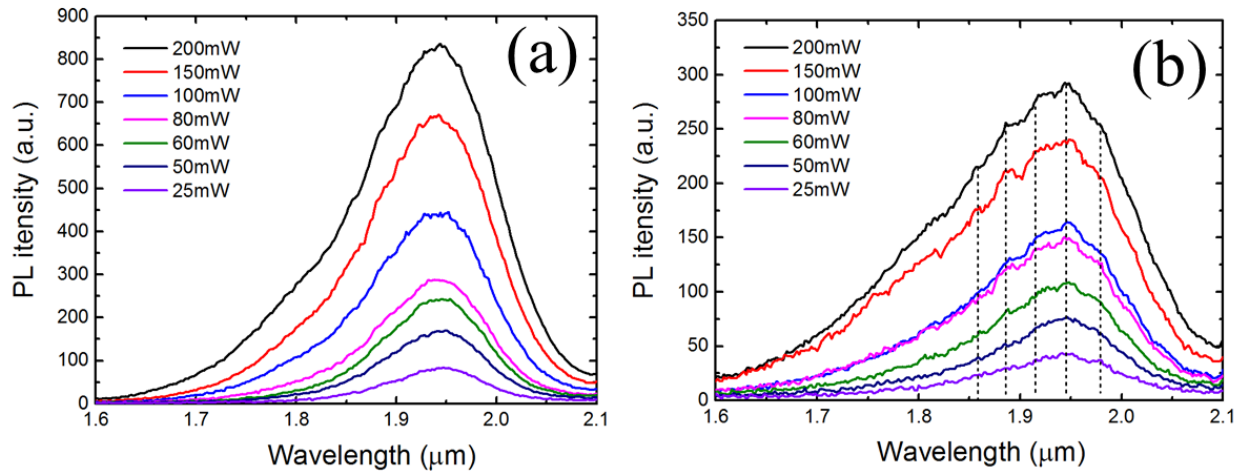 900
800
700
600
500
400
300
200
100
0
PL itensity (a.u.)
200mW
150mW
100mW
80mW
60mW
50mW
25mW
(a)
1.6 1.7 1.8 1.9 2.0 2.1
Wavelength (μm)
350
300
250
200
150
100
50
0
PL itensity (a.u.)
200mW
150mW
100mW
80mW
60mW
50mW
25mW
(b)
1.6 1.7 1.8 1.9 2.0 2.1
Wavelength (μm)